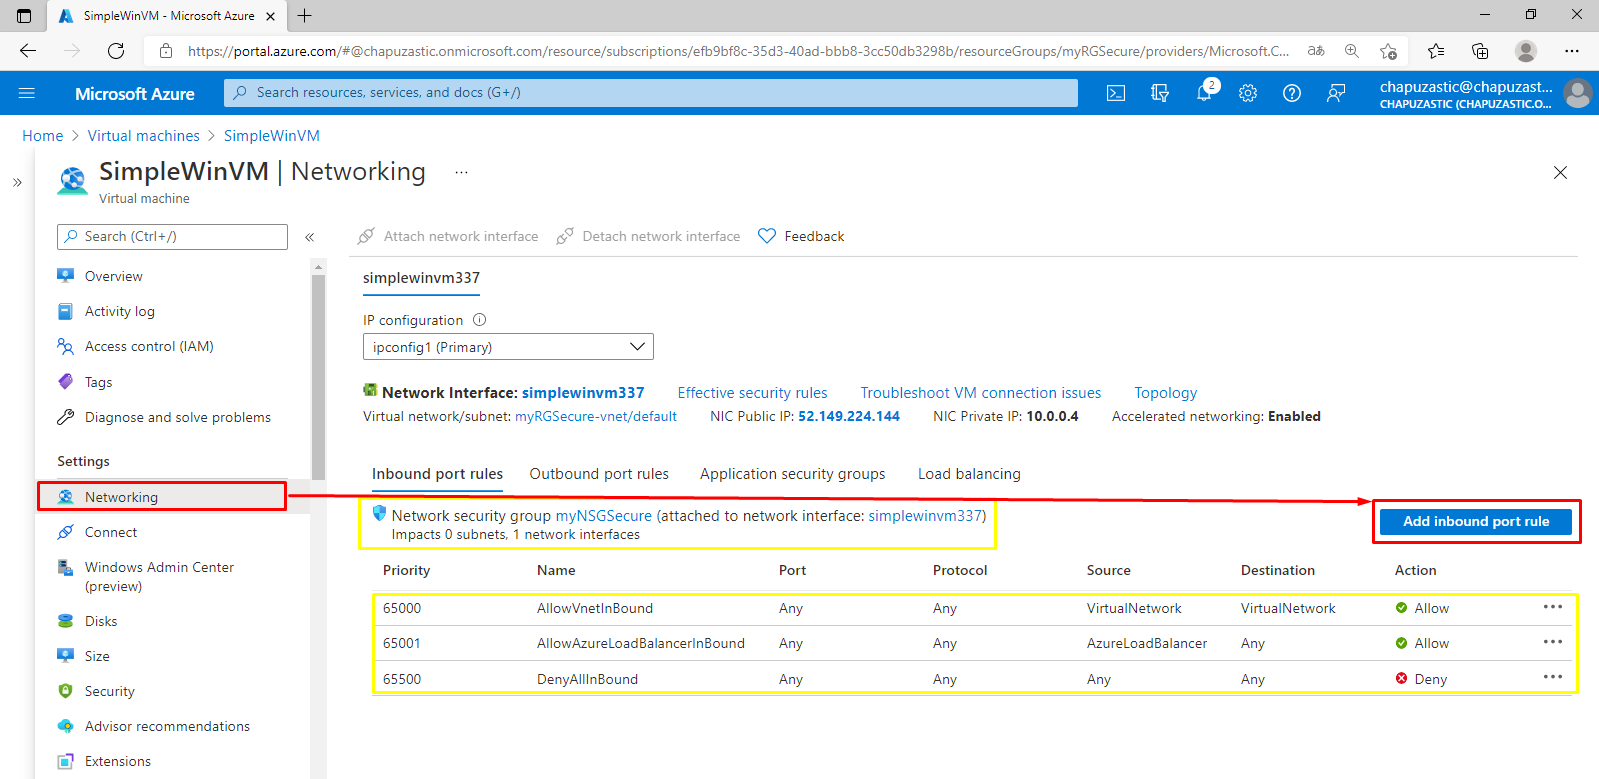 SimpleWinVM - Microsoft Azure
https://portal.azure.com/#@chapuzastic.onmicrosoft.com/resource/subscriptions/efb9bf8c-35d3-40ad-bbb8-3cc50db3298b/resourceGroups/myRGSecure/providers/Microsoft.C...
Microsoft Azure
Search resources, services, and docs (G+/)
2
chapuzastic@chapuzast...
CHAPUZASTIC (CHAPUZASTIC.O...
Home > Virtual machines > SimpleWinVM
SimpleWinVM | Networking ...
Virtual machine
Search (Ctrl+/)
Overview
Activity log
Access control (IAM)
Tags
Diagnose and solve problems
Settings
Networking
Connect
Windows Admin Center
(preview)
Disks
Size
Security
Advisor recommendations
Extensions
Attach network interface Detach network interface Feedback
simplewinvm337
IP configuration
ipconfig1 (Primary)
Network Interface: simplewinvm337 Effective security rules Troubleshoot VM connection issues Topology
Virtual network/subnet: myRGSecure-vnet/default NIC Public IP: 52.149.224.144 NIC Private IP: 10.0.0.4 Accelerated networking: Enabled
Inbound port rules Outbound port rules Application security groups Load balancing
Network security group myNSGSecure (attached to network interface: simplewinvm337)
Impacts 0 subnets, 1 network interfaces
Add inbound port rule
Priority Name Port Protocol Source Destination Action
65000 AllowVnetInBound Any Any VirtualNetwork VirtualNetwork Allow
65001 AllowAzureLoadBalancerInBound Any Any AzureLoadBalancer Any Allow
65500 DenyAllInBound Any Any Any Any Deny